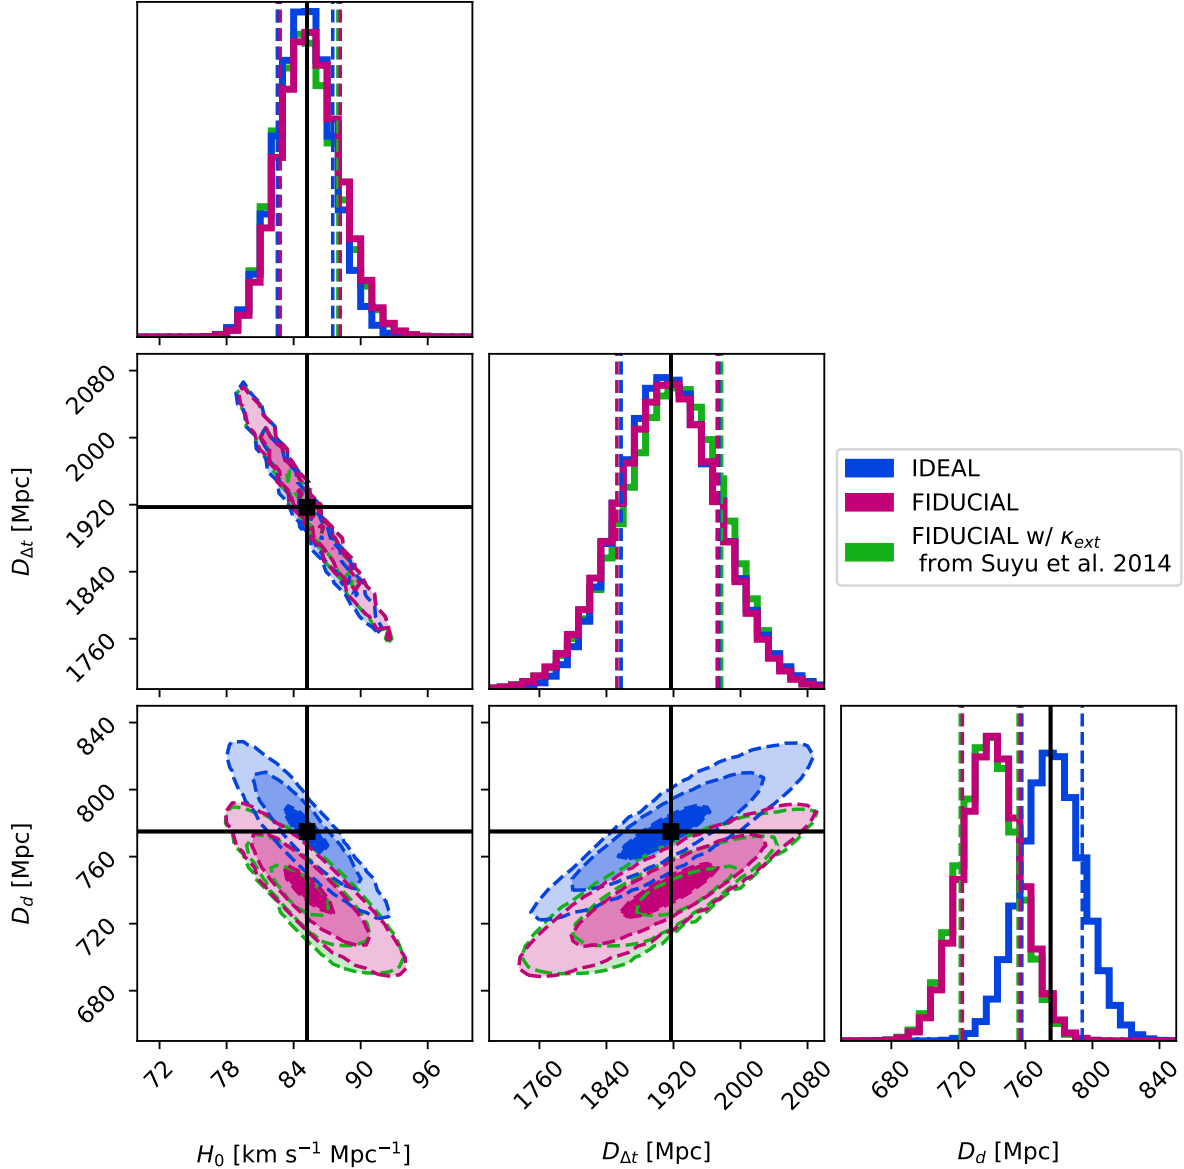 2080
2000
1920
1840
1760
D_Δt [Mpc]
IDEAL
FIDUCIAL
FIDUCIAL w/ κ_ext
from Suyu et al. 2014
840
800
760
720
680
D_d [Mpc]
72 78 84 90 96
1760 1840 1920 2000 2080
680 720 760 800 840
H₀ [km s⁻¹ Mpc⁻¹]
D_Δt [Mpc]
D_d [Mpc]